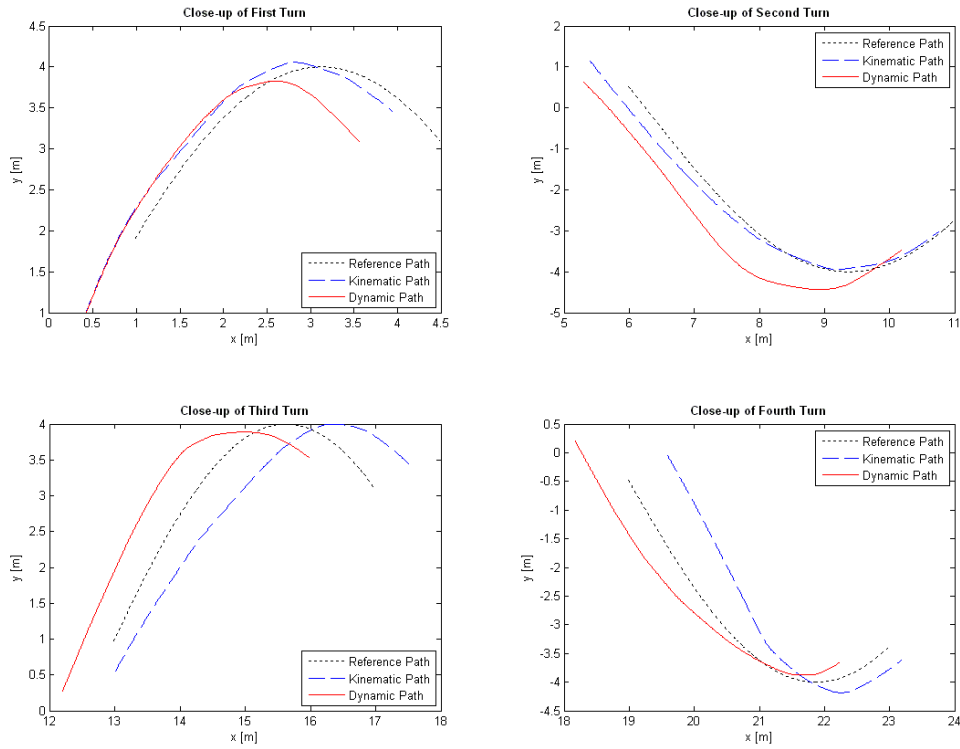 Close-up of First Turn
4.5
4
3.5
3
2.5
2
1.5
1
y [m]
Reference Path
Kinematic Path
Dynamic Path
0 0.5 1 1.5 2 2.5 3 3.5 4 4.5
x [m]
Close-up of Second Turn
2
1
0
-1
-2
-3
-4
-5
y [m]
Reference Path
Kinematic Path
Dynamic Path
5 6 7 8 9 10 11
x [m]
Close-up of Third Turn
4
3.5
3
2.5
2
1.5
1
0.5
0
y [m]
Reference Path
Kinematic Path
Dynamic Path
12 13 14 15 16 17 18
x [m]
Close-up of Fourth Turn
0.5
0
-0.5
-1
-1.5
-2
-2.5
-3
-3.5
-4
-4.5
y [m]
Reference Path
Kinematic Path
Dynamic Path
18 19 20 21 22 23 24
x [m]